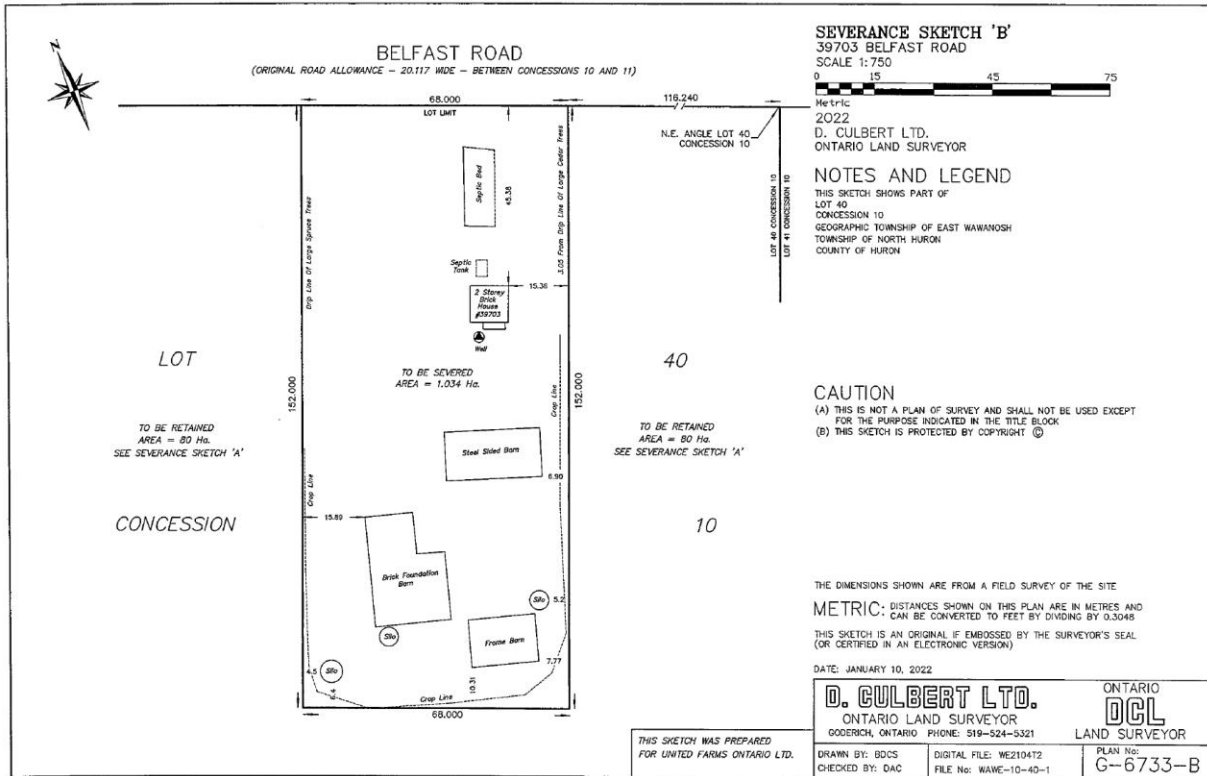 SEVERANCE SKETCH 'B'
39703 BELFAST ROAD
SCALE 1:750
0 15 45 75
Metric
2022
D. CULBERT LTD.
ONTARIO LAND SURVEYOR
NOTES AND LEGEND
THIS SKETCH SHOWS PART OF
LOT 40
CONCESSION 10
GEOGRAPHIC TOWNSHIP OF EAST WAWANOSH
TOWNSHIP OF NORTH HURON
COUNTY OF HURON
N
BELFAST ROAD
(ORIGINAL ROAD ALLOWANCE - 20.117 WIDE - BETWEEN CONCESSIONS 10 AND 11)
68.000
116.240
LOT LIMIT
N.E. ANGLE LOT 40
CONCESSION 10
LOT 40 CONCESSION 10
LOT 41 CONCESSION 10
Drip Line Of Large Spruce Trees
Septic Bed
45.38
3.05 From Drip Line Of Large Cedar Trees
Septic
Tank
15.36
2 Storey
Brick
House
#39703
Well
LOT
40
TO BE SEVERED
AREA = 1.034 Ha.
152.000
152.000
Crop Line
TO BE RETAINED
AREA = 80 Ha.
SEE SEVERANCE SKETCH 'A'
TO BE RETAINED
AREA = 80 Ha.
SEE SEVERANCE SKETCH 'A'
Steel Sided Barn
6.90
Crop Line
15.89
CONCESSION
10
Brick Foundation
Barn
Silo
5.2
Silo
Frame Barn
7.77
4.5
Silo
6.4
10.31
Crop Line
68.000
CAUTION
(A) THIS IS NOT A PLAN OF SURVEY AND SHALL NOT BE USED EXCEPT
FOR THE PURPOSE INDICATED IN THE TITLE BLOCK
(B) THIS SKETCH IS PROTECTED BY COPYRIGHT ©
THE DIMENSIONS SHOWN ARE FROM A FIELD SURVEY OF THE SITE
METRIC: DISTANCES SHOWN ON THIS PLAN ARE IN METRES AND
CAN BE CONVERTED TO FEET BY DIVIDING BY 0.3048
THIS SKETCH IS AN ORIGINAL IF EMBOSSED BY THE SURVEYOR'S SEAL
(OR CERTIFIED IN AN ELECTRONIC VERSION)
DATE: JANUARY 10, 2022
THIS SKETCH WAS PREPARED
FOR UNITED FARMS ONTARIO LTD.
D. CULBERT LTD.
ONTARIO LAND SURVEYOR
GODERICH, ONTARIO PHONE: 519-524-5321
ONTARIO
DCL
LAND SURVEYOR
DRAWN BY: BDCS
CHECKED BY: DAC
DIGITAL FILE: WE2104T2
FILE No: WAWE-10-40-1
PLAN No:
G-6733-B